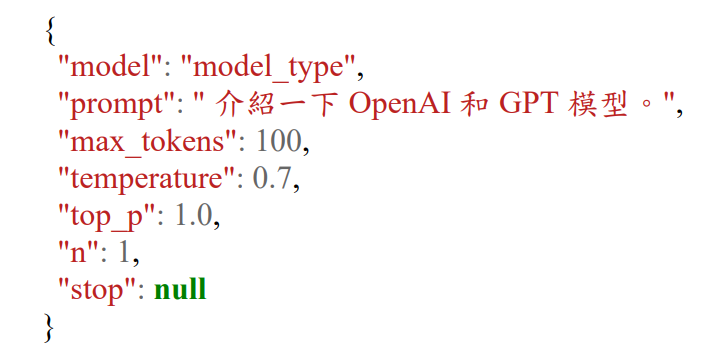 {
"model": "model_type",
"prompt": " 介紹一下 OpenAI 和 GPT 模型。",
"max_tokens": 100,
"temperature": 0.7,
"top_p": 1.0,
"n": 1,
"stop": null
}